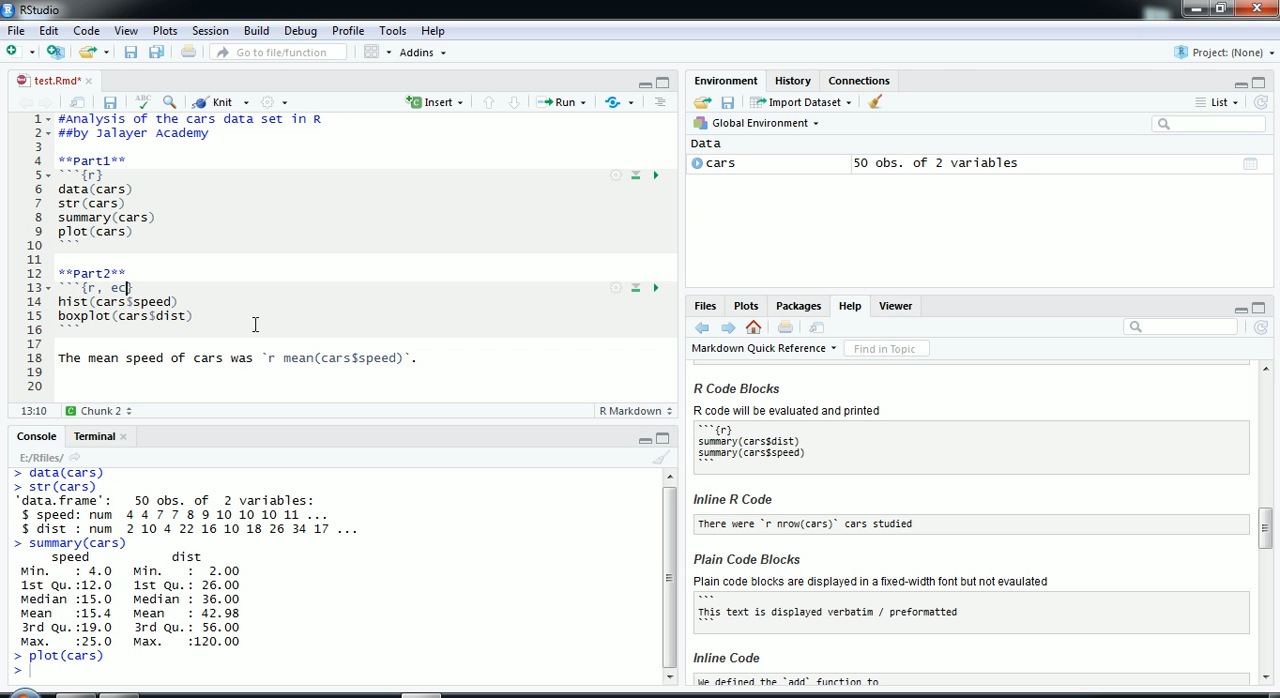 RStudio
File Edit Code View Plots Session Build Debug Profile Tools Help
Go to file/function Addins Project: (None)
test.Rmd*
ABC Knit Insert Run
1 #Analysis of the cars data set in R
2 ##by Jalayer Academy
3
4 **Part1**
5 ```{r}
6 data(cars)
7 str(cars)
8 summary(cars)
9 plot(cars)
10 ```
11
12 **Part2**
13 ```{r, ec}
14 hist(cars$speed)
15 boxplot(cars$dist)
16 ```
17
18 The mean speed of cars was `r mean(cars$speed)`.
19
20
13:10 Chunk 2 R Markdown
Console Terminal
E:/Rfiles/
> data(cars)
> str(cars)
'data.frame': 50 obs. of 2 variables:
$ speed: num 4 4 7 7 8 9 10 10 10 11 ...
$ dist : num 2 10 4 22 16 10 18 26 34 17 ...
> summary(cars)
speed dist
Min. : 4.0 Min. : 2.00
1st Qu.:12.0 1st Qu.: 26.00
Median :15.0 Median : 36.00
Mean :15.4 Mean : 42.98
3rd Qu.:19.0 3rd Qu.: 56.00
Max. :25.0 Max. :120.00
> plot(cars)
>
Environment History Connections
Import Dataset List
Global Environment
Data
cars 50 obs. of 2 variables
Files Plots Packages Help Viewer
Markdown Quick Reference Find in Topic
R Code Blocks
R code will be evaluated and printed
```{r}
summary(cars$dist)
summary(cars$speed)
```
Inline R Code
There were `r nrow(cars)` cars studied
Plain Code Blocks
Plain code blocks are displayed in a fixed-width font but not evaulated
```
This text is displayed verbatim / preformatted
```
Inline Code
We defined the `add` function to